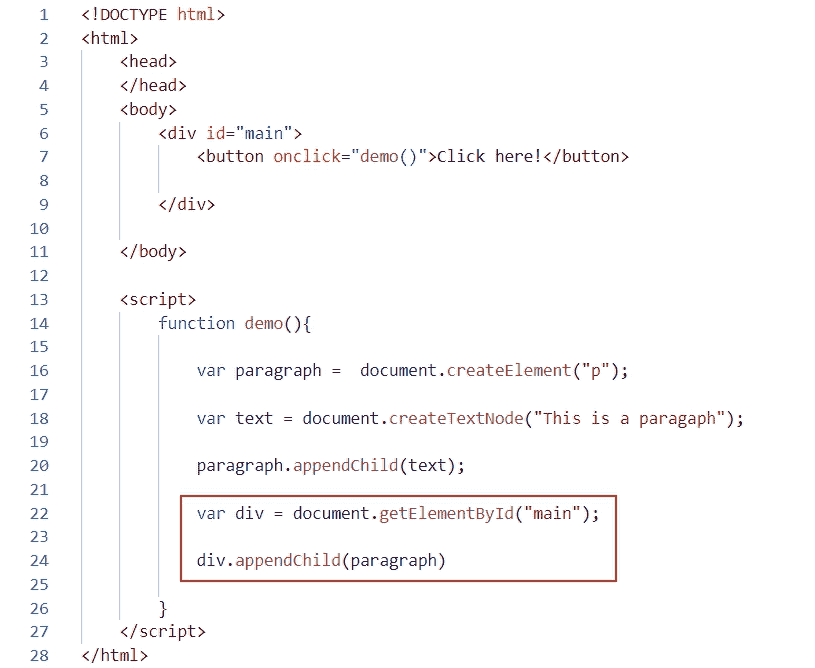 1 <!DOCTYPE html>
2 <html>
3     <head>
4     </head>
5     <body>
6         <div id="main">
7             <button onclick="demo()">Click here!</button>
8
9         </div>
10
11     </body>
12
13     <script>
14         function demo(){
15
16             var paragraph =  document.createElement("p");
17
18             var text = document.createTextNode("This is a paragaph");
19
20             paragraph.appendChild(text);
21
22             var div = document.getElementById("main");
23
24             div.appendChild(paragraph)
25
26         }
27     </script>
28 </html>